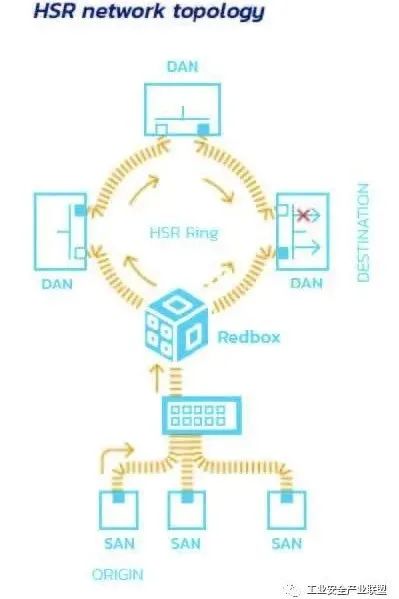 HSR network topology
DAN
HSR Ring
DAN
DAN
DESTINATION
Redbox
SAN
SAN
SAN
ORIGIN
工业安全产业联盟